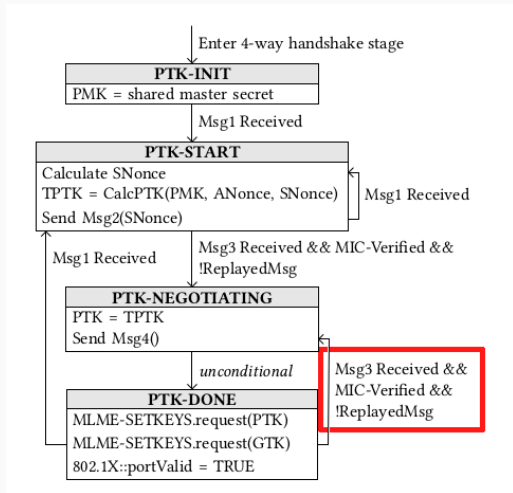 Enter 4-way handshake stage
PTK-INIT
PMK = shared master secret
Msg1 Received
PTK-START
Calculate SNonce
TPTK = CalcPTK(PMK, ANonce, SNonce)
Send Msg2(SNonce)
Msg1 Received
Msg1 Received
Msg3 Received && MIC-Verified &&
!ReplayedMsg
PTK-NEGOTIATING
PTK = TPTK
Send Msg4()
unconditional
Msg3 Received &&
MIC-Verified &&
!ReplayedMsg
PTK-DONE
MLME-SETKEYS.request(PTK)
MLME-SETKEYS.request(GTK)
802.1X::portValid = TRUE